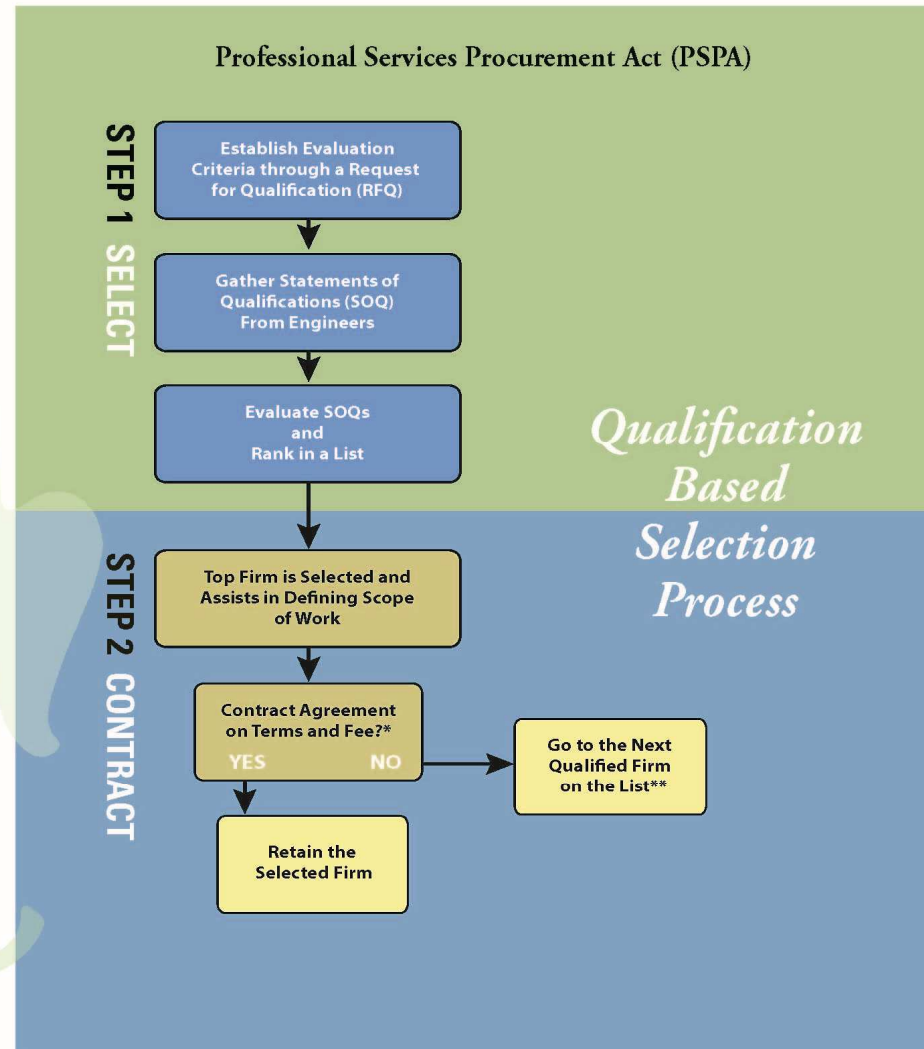 Professional Services Procurement Act (PSPA)
STEP 1 SELECT
Establish Evaluation
Criteria through a Request
for Qualification (RFQ)
Gather Statements of
Qualifications (SOQ)
From Engineers
Evaluate SOQs
and
Rank in a List
Qualification
Based
Selection
Process
STEP 2 CONTRACT
Top Firm is Selected and
Assists in Defining Scope
of Work
Contract Agreement
on Terms and Fee?*
YES NO
Go to the Next
Qualified Firm
on the List**
Retain the
Selected Firm